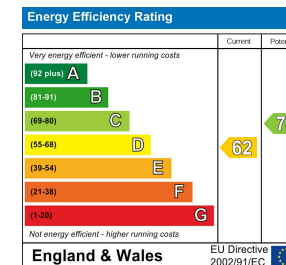 Energy Efficiency Rating
Current
Very energy efficient - lower running costs
(92 plus) A
(81-91) B
(69-80) C
(55-68) D
62
(39-54) E
(21-38) F
(1-20) G
Not energy efficient - higher running costs
England & Wales
EU Directive
2002/91/EC